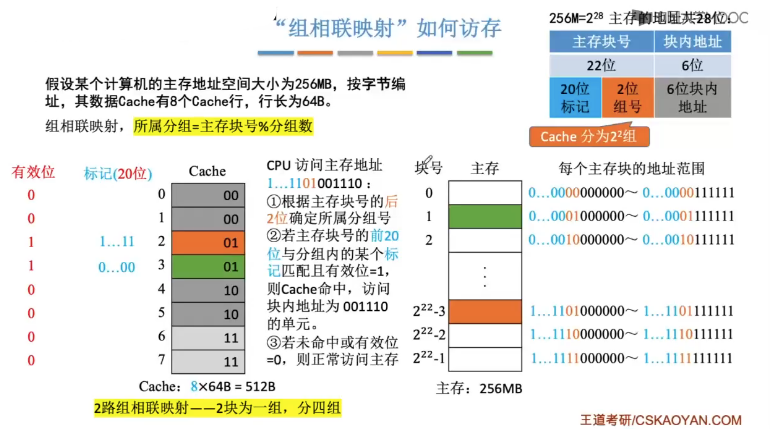 “组相联映射”如何访存
256M=2²⁸ 主存的地址共28位：
主存块号 块内地址
22位 6位
20位标记 2位组号 6位块内地址
Cache 分为2²组
假设某个计算机的主存地址空间大小为256MB，按字节编
址，其数据Cache有8个Cache行，行长为64B。
组相联映射，所属分组=主存块号%分组数
有效位 标记(20位) Cache
0 0 00
0 1 00
1 1…11 2 01
1 0…00 3 01
0 4 10
0 5 10
0 6 11
0 7 11
Cache：8×64B = 512B
2路组相联映射——2块为一组，分四组
CPU 访问主存地址
1…1101001110：
①根据主存块号的后
2位确定所属分组号
②若主存块号的前20
位与分组内的某个标
记匹配且有效位=1，
则Cache命中，访问
块内地址为 001110
的单元。
③若未命中或有效位
=0，则正常访问主存
块号 主存 每个主存块的地址范围
0 0…0000000000～ 0…0000111111
1 0…0001000000～ 0…0001111111
2 0…0010000000～ 0…0010111111
⋮
2²²-3 1…1101000000～ 1…1101111111
2²²-2 1…1110000000～ 1…1110111111
2²²-1 1…1111000000～ 1…1111111111
主存：256MB
王道考研/CSKAOYAN.COM